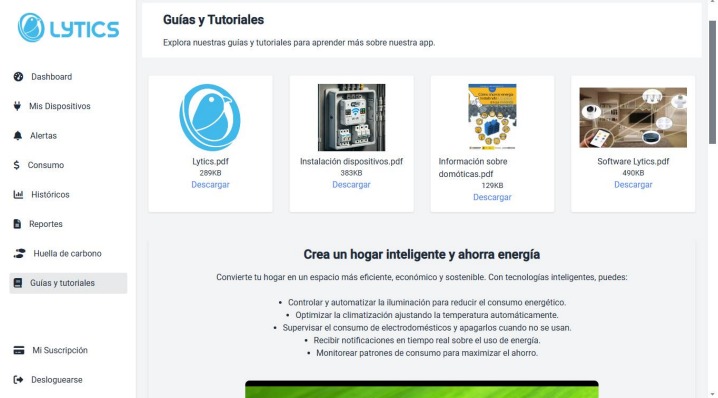 LYTICS
Dashboard
Mis Dispositivos
Alertas
Consumo
Históricos
Reportes
Huella de carbono
Guías y tutoriales
Mi Suscripción
Desloguearse
Guías y Tutoriales
Explora nuestras guías y tutoriales para aprender más sobre nuestra app.
Lytics.pdf
289KB
Descargar
Instalación dispositivos.pdf
383KB
Descargar
Información sobre
domóticas.pdf
129KB
Descargar
Software Lytics.pdf
490KB
Descargar
Crea un hogar inteligente y ahorra energía
Convierte tu hogar en un espacio más eficiente, económico y sostenible. Con tecnologías inteligentes, puedes:
• Controlar y automatizar la iluminación para reducir el consumo energético.
• Optimizar la climatización ajustando la temperatura automáticamente.
• Supervisar el consumo de electrodomésticos y apagarlos cuando no se usan.
• Recibir notificaciones en tiempo real sobre el uso de energía.
• Monitorear patrones de consumo para maximizar el ahorro.